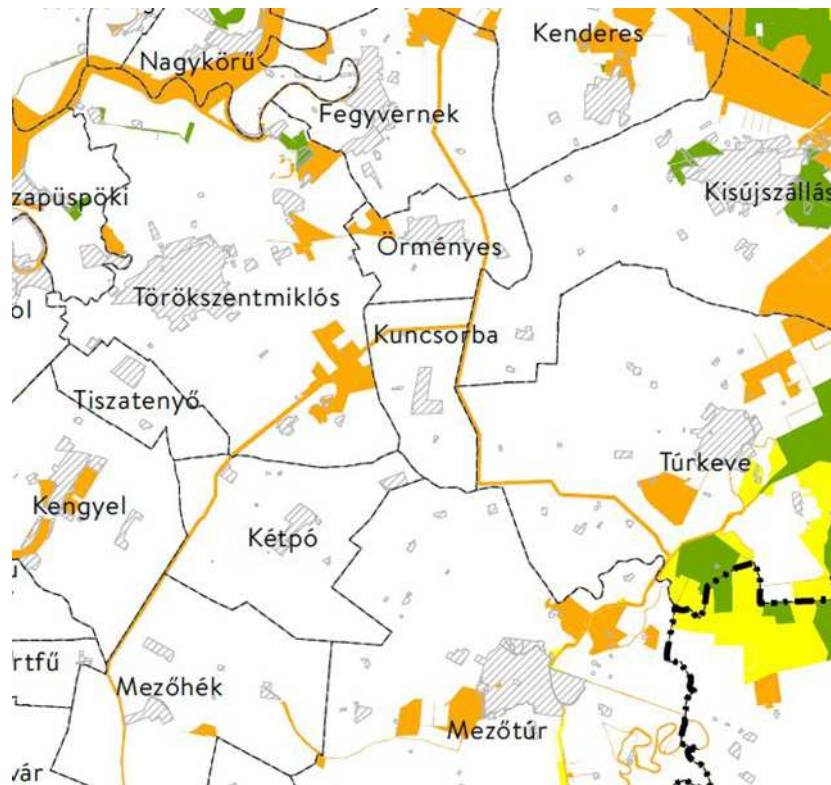 Kenderes
Nagykörű
Fegyvernek
zapüspöki
Kisújszállás
Örményes
Törökszentmiklós
ol
Kuncsorba
Tiszatenyő
Túrkeve
Kengyel
Kétpó
rtfű
Mezőhék
Mezőtúr
vár